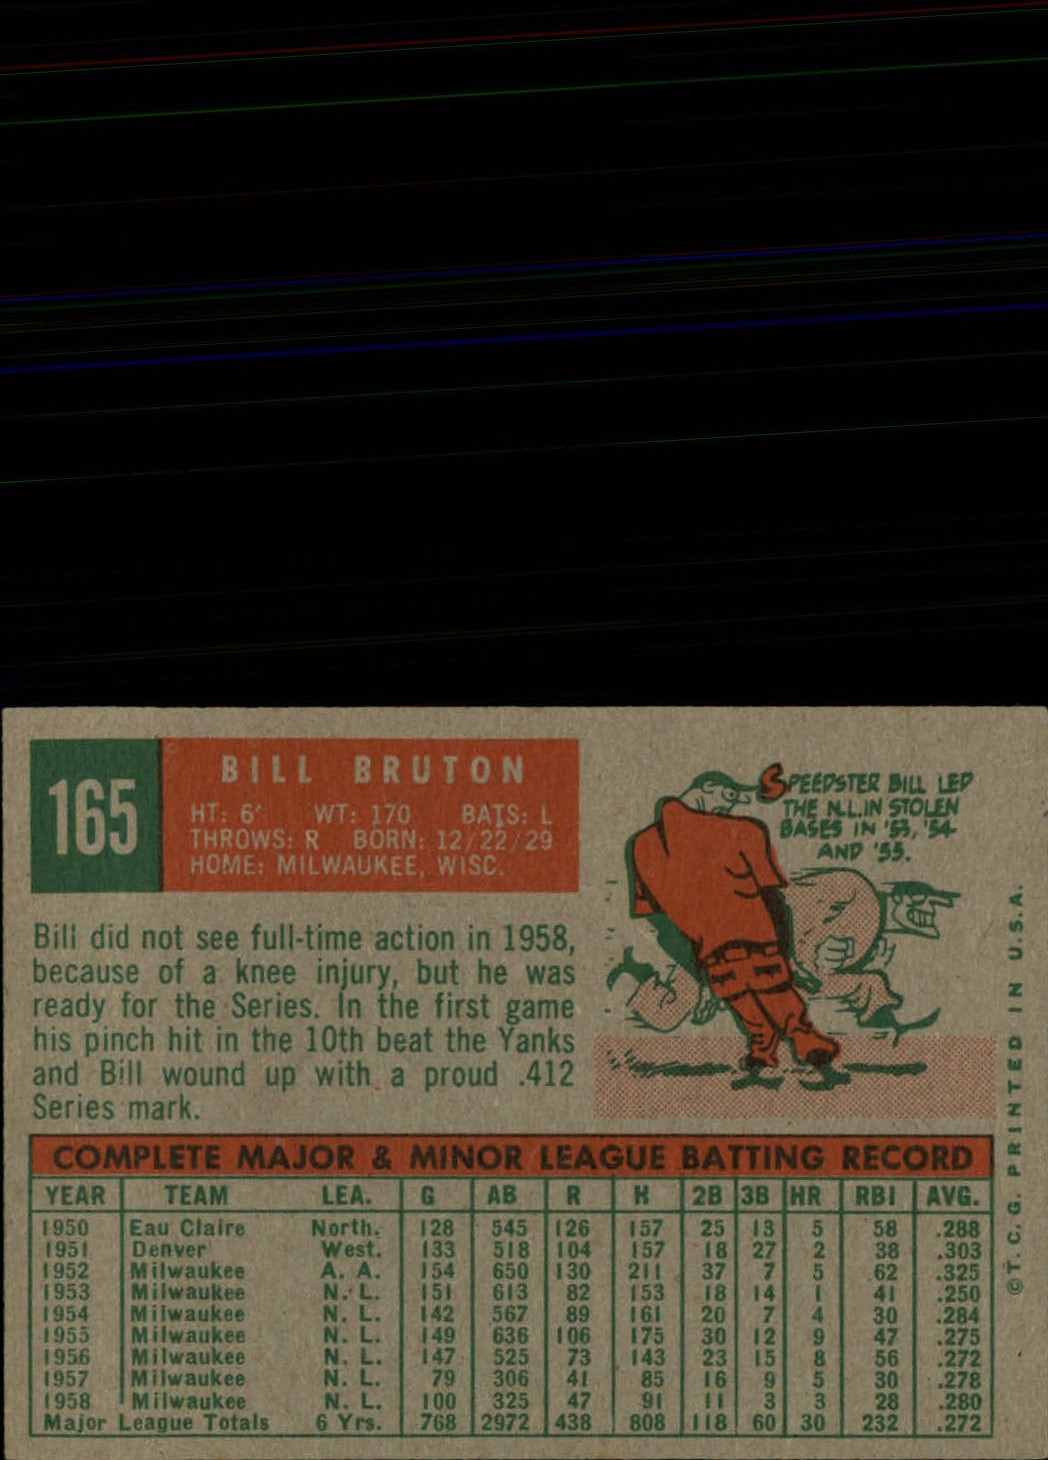 165
BILL BRUTON
HT: 6' WT: 170 BATS: L
THROWS: R BORN: 12/22/29
HOME: MILWAUKEE, WISC.
SPEEDSTER BILL LED
THE N.L. IN STOLEN
BASES IN '53, '54
AND '55.
Bill did not see full-time action in 1958,
because of a knee injury, but he was
ready for the Series. In the first game
his pinch hit in the 10th beat the Yanks
and Bill wound up with a proud .412
Series mark.
COMPLETE MAJOR & MINOR LEAGUE BATTING RECORD
YEAR TEAM LEA. G AB R H 2B 3B HR RBI AVG.
1950 Eau Claire North. 128 545 126 157 25 13 5 58 .288
1951 Denver West. 133 518 104 157 18 27 2 38 .303
1952 Milwaukee A. A. 154 650 130 211 37 7 5 62 .325
1953 Milwaukee N. L. 151 613 82 153 18 14 1 41 .250
1954 Milwaukee N. L. 142 567 89 161 20 7 4 30 .284
1955 Milwaukee N. L. 149 636 106 175 30 12 9 47 .275
1956 Milwaukee N. L. 147 525 73 143 23 15 8 56 .272
1957 Milwaukee N. L. 79 306 41 85 16 9 5 30 .278
1958 Milwaukee N. L. 100 325 47 91 11 3 3 28 .280
Major League Totals 6 Yrs. 768 2972 438 808 118 60 30 232 .272
©T. C. G. PRINTED IN U.S.A.